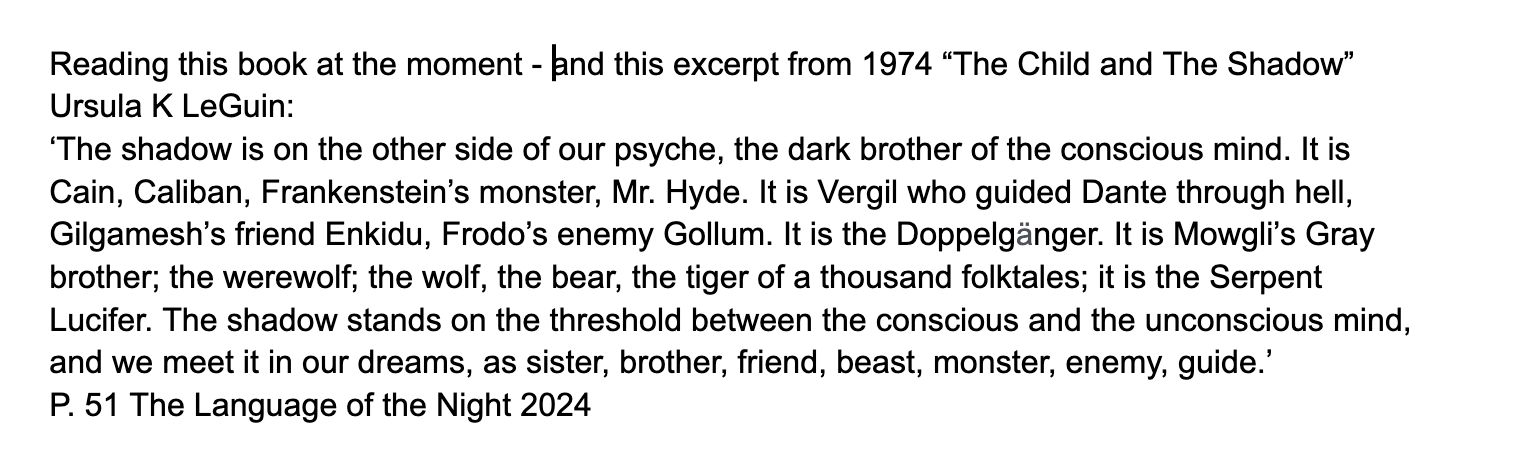 Reading this book at the moment - and this excerpt from 1974 “The Child and The Shadow”
Ursula K LeGuin:
‘The shadow is on the other side of our psyche, the dark brother of the conscious mind. It is
Cain, Caliban, Frankenstein’s monster, Mr. Hyde. It is Vergil who guided Dante through hell,
Gilgamesh’s friend Enkidu, Frodo’s enemy Gollum. It is the Doppelgänger. It is Mowgli’s Gray
brother; the werewolf; the wolf, the bear, the tiger of a thousand folktales; it is the Serpent
Lucifer. The shadow stands on the threshold between the conscious and the unconscious mind,
and we meet it in our dreams, as sister, brother, friend, beast, monster, enemy, guide.’
P. 51 The Language of the Night 2024